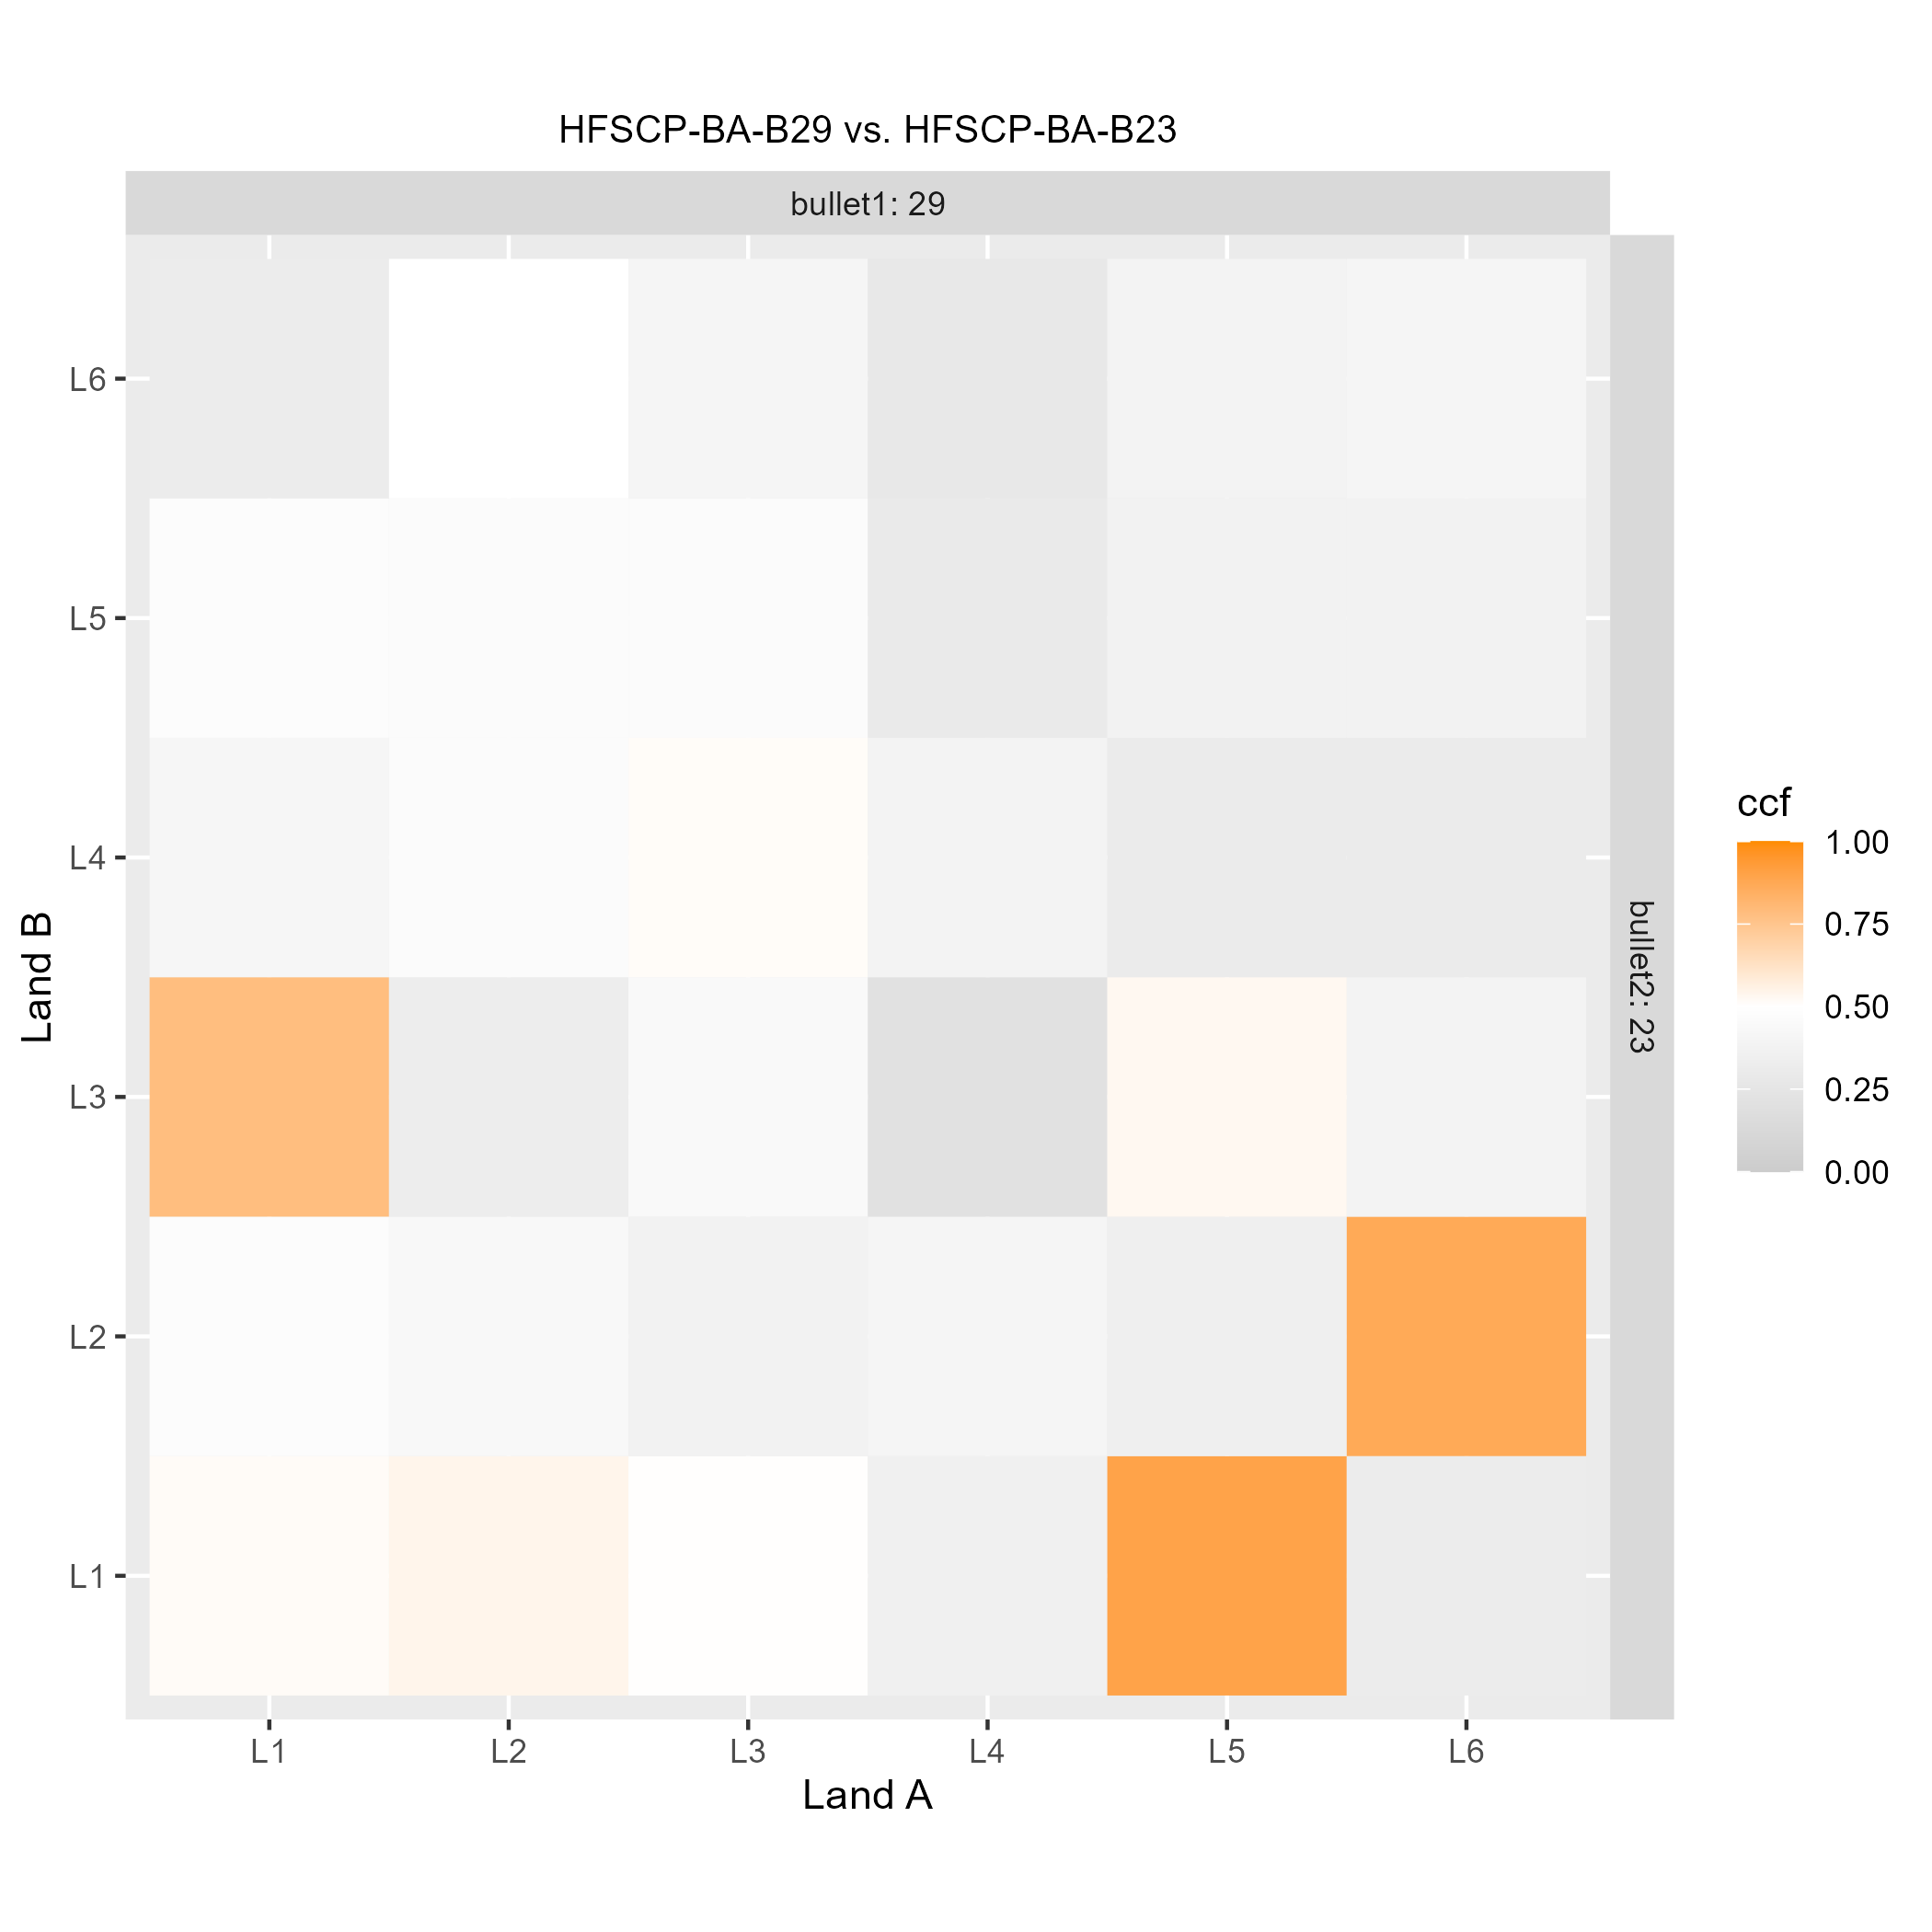 HFSCP-BA-B29 vs. HFSCP-BA-B23
bullet1: 29
L6
L5
L4
L3
L2
L1
Land B
bullet2: 23
L1 L2 L3 L4 L5 L6
Land A
ccf
1.00
0.75
0.50
0.25
0.00